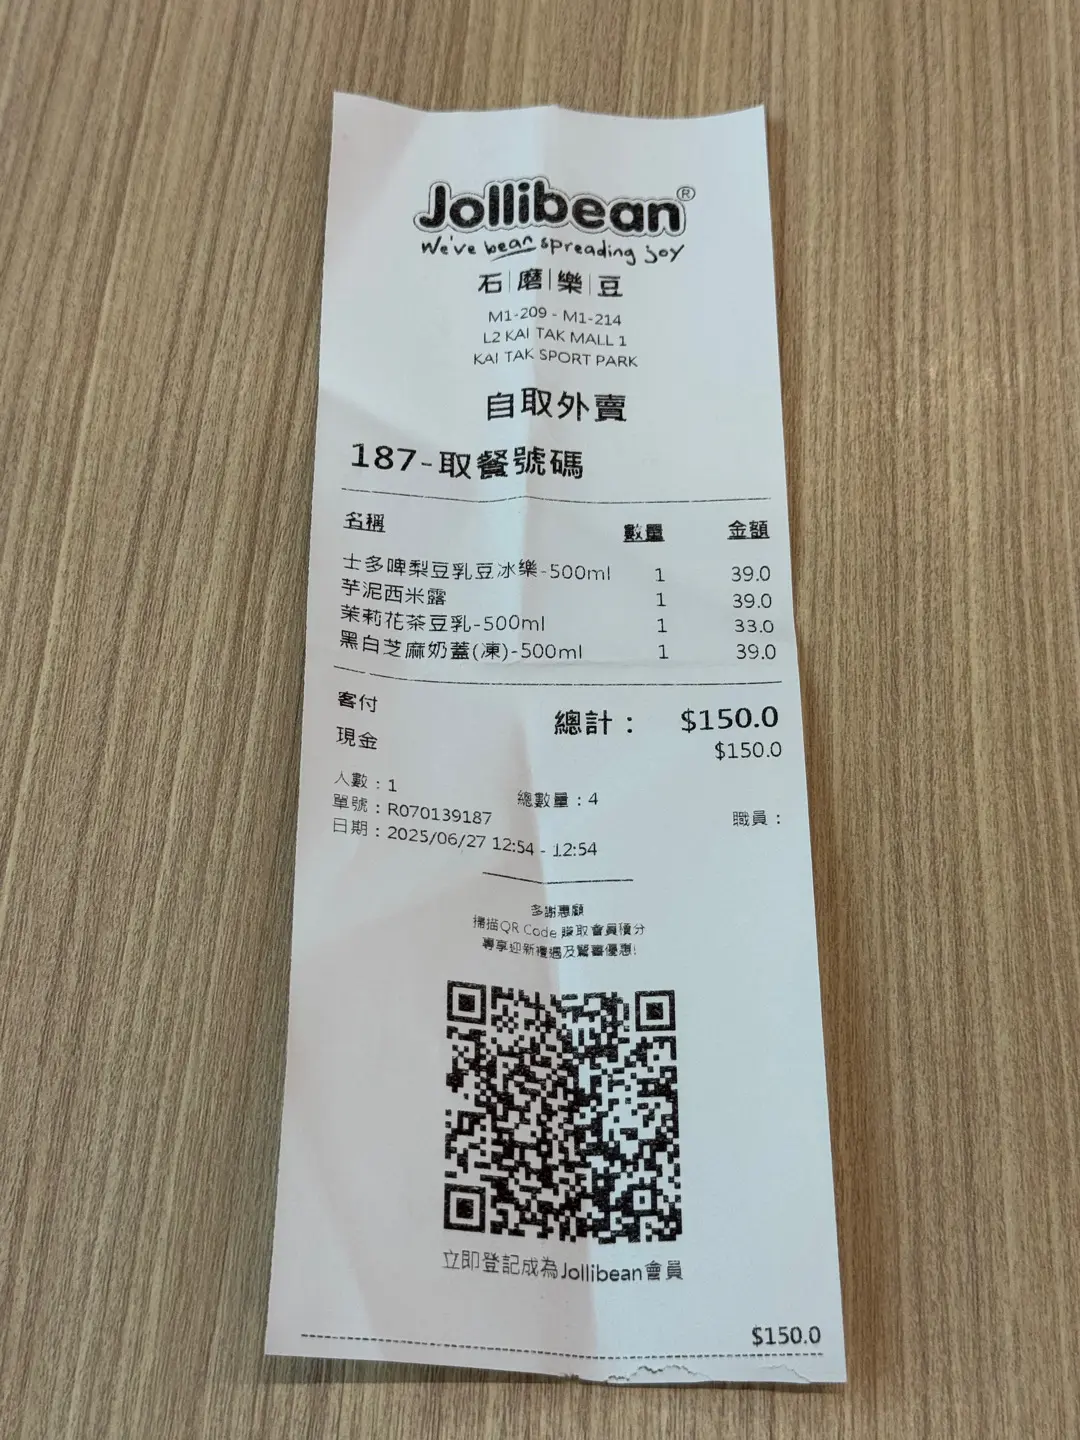 Jollibean®
We've bean spreading joy
石|磨|樂|豆
M1-209 - M1-214
L2 KAI TAK MALL 1
KAI TAK SPORT PARK
自取外賣
187-取餐號碼
名稱 數量 金額
士多啤梨豆乳豆冰樂-500ml 1 39.0
芋泥西米露 1 39.0
茉莉花茶豆乳-500ml 1 33.0
黑白芝麻奶蓋(凍)-500ml 1 39.0
客付 總計： $150.0
現金 $150.0
人數：1 總數量：4
單號：R070139187 職員：
日期：2025/06/27 12:54 - 12:54
多謝惠顧
掃描QR Code 賺取會員積分
專享迎新禮遇及驚喜優惠!
立即登記成為Jollibean會員
$150.0